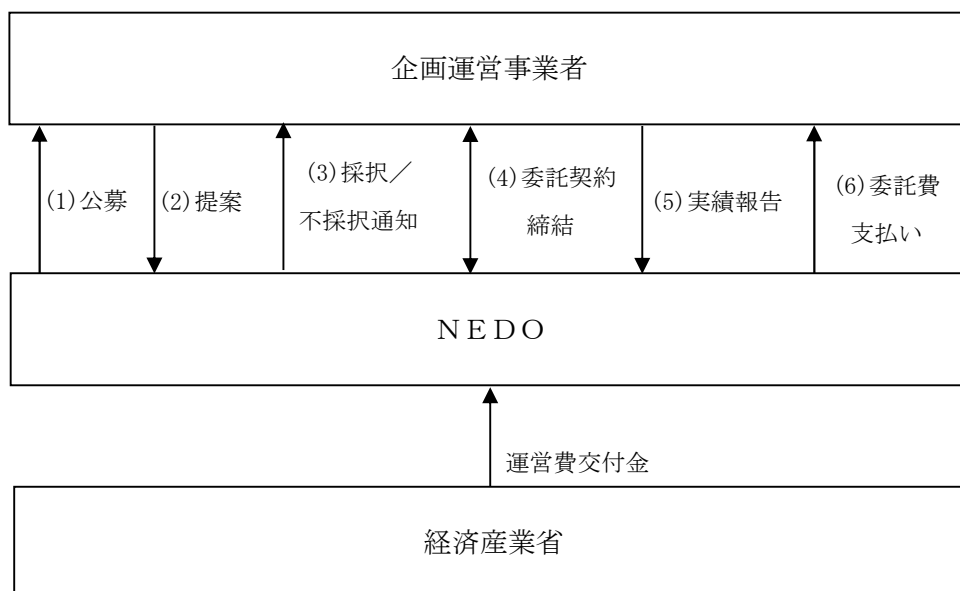 企画運営事業者
(1)公募
(2)提案
(3)採択／
不採択通知
(4)委託契約
締結
(5)実績報告
(6)委託費
支払い
ＮＥＤＯ
運営費交付金
経済産業省